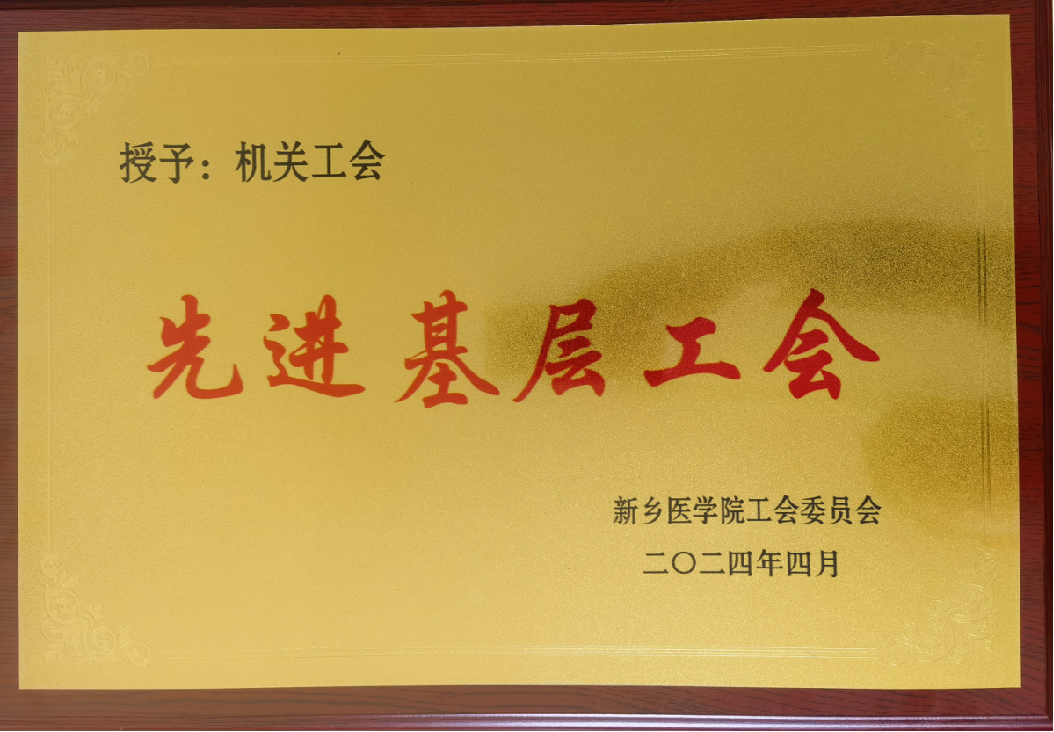 授予：机关工会
先进基层工会
新乡医学院工会委员会
二〇二四年四月